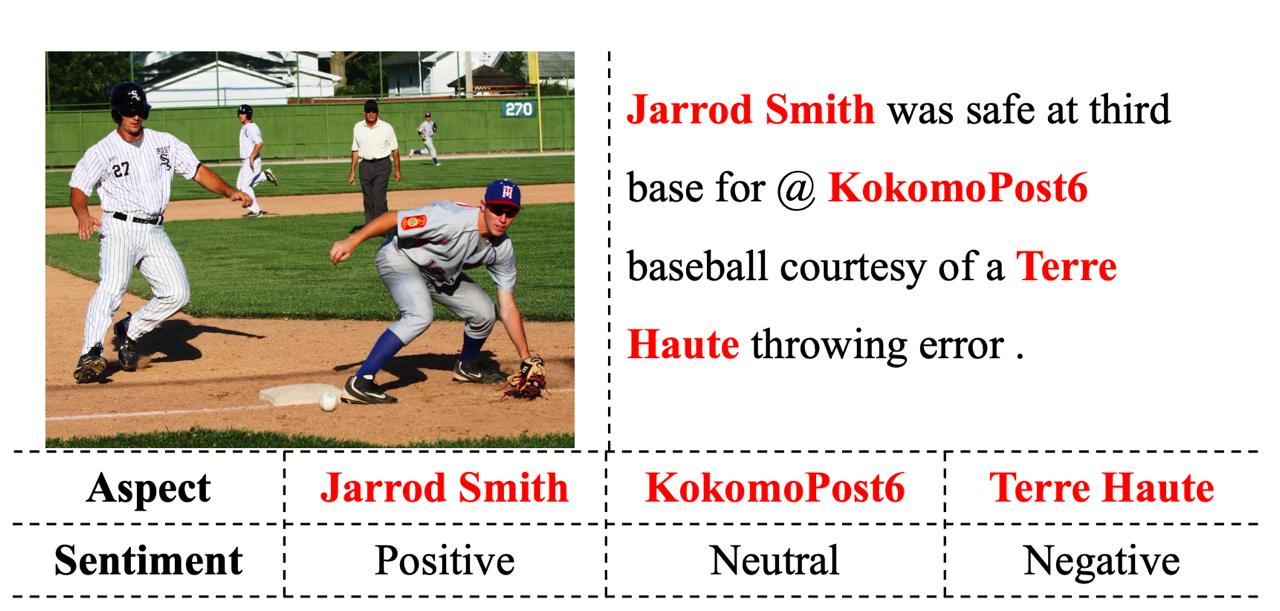 270
27
Jarrod Smith was safe at third
base for @ KokomoPost6
baseball courtesy of a Terre
Haute throwing error .
Aspect Jarrod Smith KokomoPost6 Terre Haute
Sentiment Positive Neutral Negative